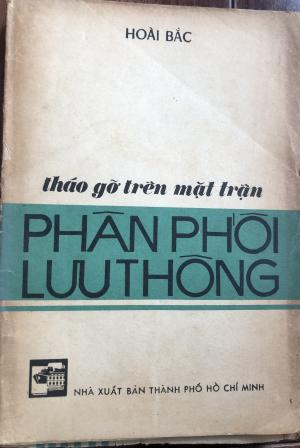 HOÀI BẮC
tháo gỡ trên mặt trận
PHÂN PHỐI
LƯU THÔNG
NHÀ XUẤT BẢN THÀNH PHỐ HỒ CHÍ MINH